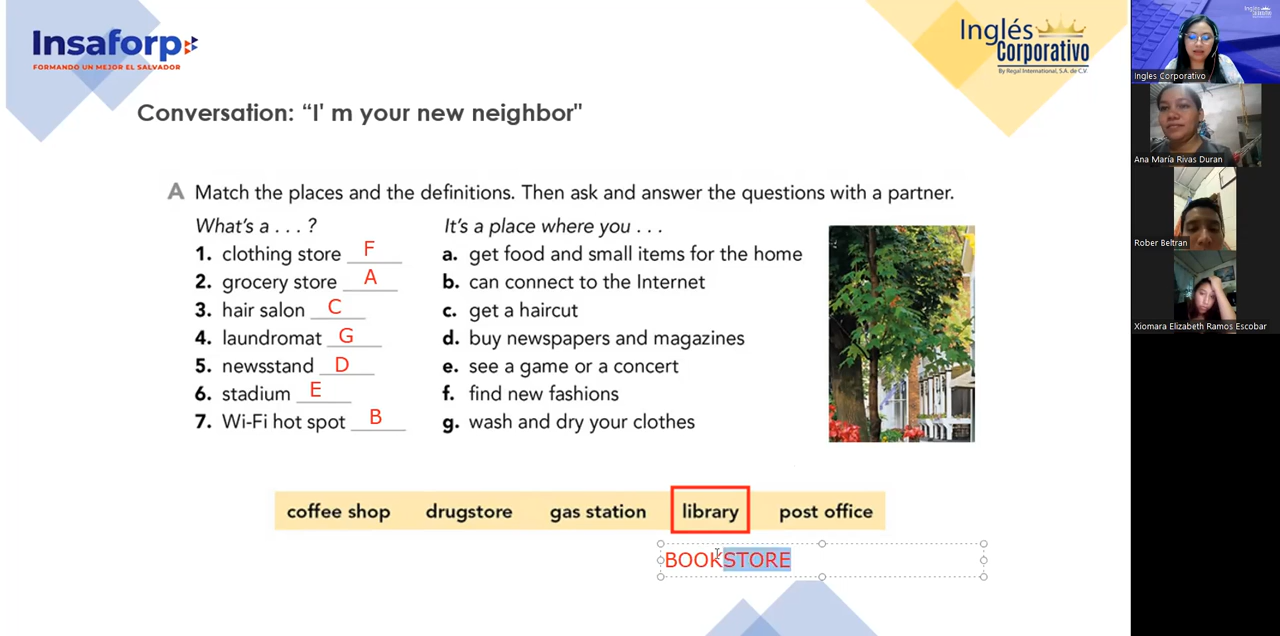 Insaforp
FORMANDO UN MEJOR EL SALVADOR
Inglés
Corporativo
By Regal International, S.A. de C.V.
Conversation: “I' m your new neighbor"
A Match the places and the definitions. Then ask and answer the questions with a partner.
What's a . . . ?
1. clothing store F
2. grocery store A
3. hair salon C
4. laundromat G
5. newsstand D
6. stadium E
7. Wi-Fi hot spot B
It's a place where you . . .
a. get food and small items for the home
b. can connect to the Internet
c. get a haircut
d. buy newspapers and magazines
e. see a game or a concert
f. find new fashions
g. wash and dry your clothes
coffee shop drugstore gas station library post office
BOOKSTORE
Ingles Corporativo
Ana María Rivas Duran
Rober Beltran
Xiomara Elizabeth Ramos Escobar